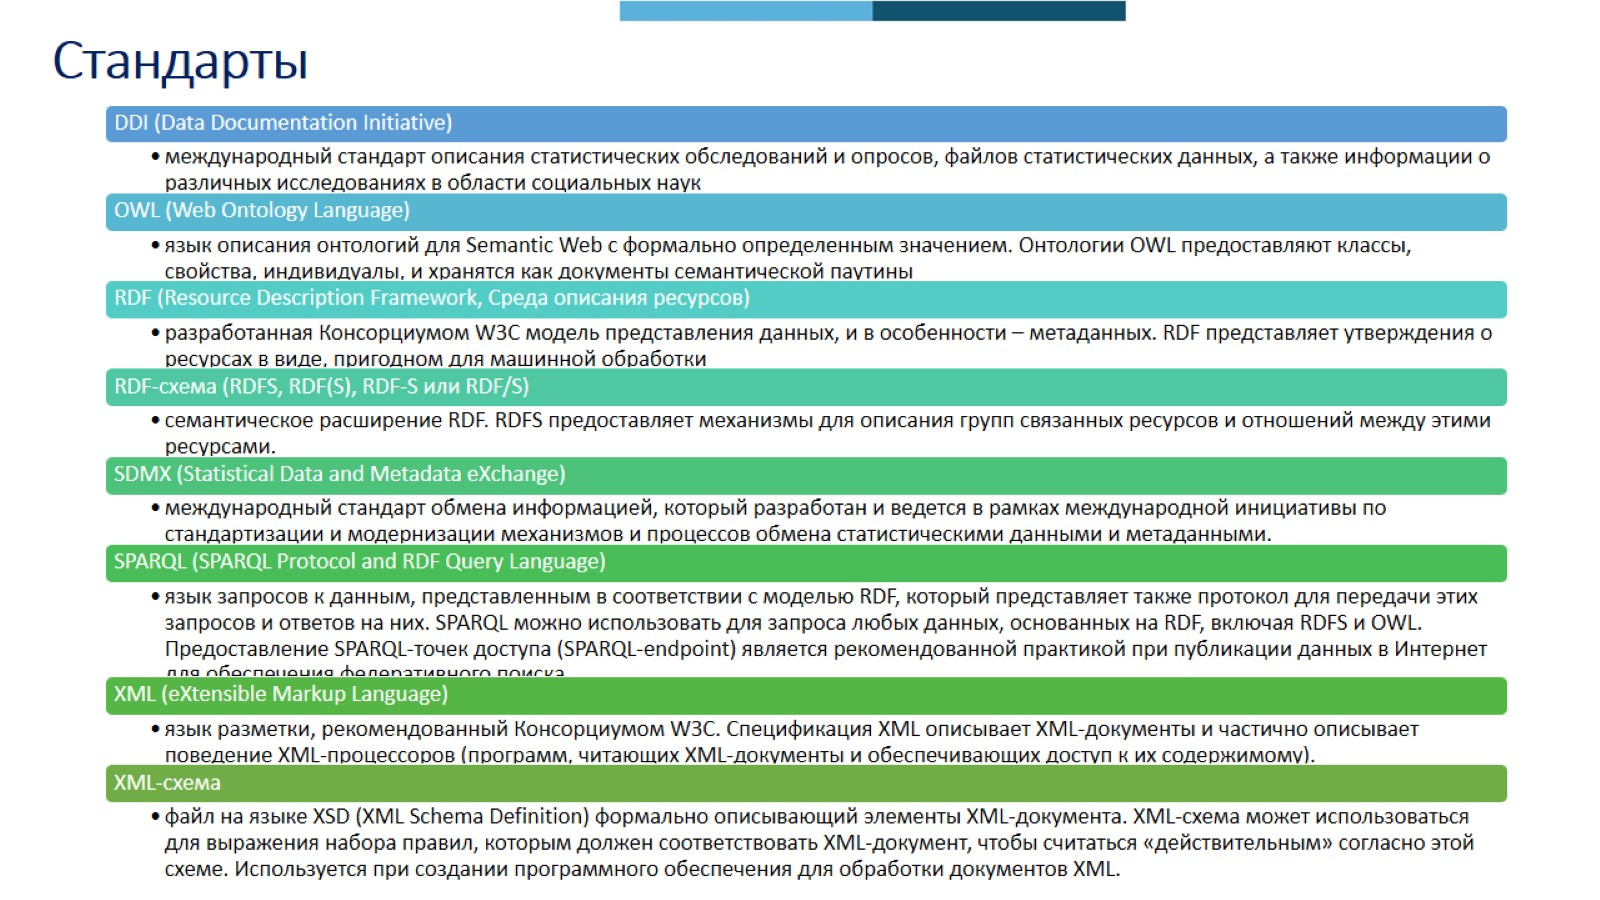 Стандарты
DDI (Data Documentation Initiative)
• международный стандарт описания статистических обследований и опросов, файлов статистических данных, а также информации о
различных исследованиях в области социальных наук
OWL (Web Ontology Language)
• язык описания онтологий для Semantic Web с формально определенным значением. Онтологии OWL предоставляют классы,
свойства, индивидуалы, и хранятся как документы семантической паутины
RDF (Resource Description Framework, Среда описания ресурсов)
• разработанная Консорциумом W3C модель представления данных, и в особенности – метаданных. RDF представляет утверждения о
ресурсах в виде, пригодном для машинной обработки
RDF-схема (RDFS, RDF(S), RDF-S или RDF/S)
• семантическое расширение RDF. RDFS предоставляет механизмы для описания групп связанных ресурсов и отношений между этими
ресурсами.
SDMX (Statistical Data and Metadata eXchange)
• международный стандарт обмена информацией, который разработан и ведется в рамках международной инициативы по
стандартизации и модернизации механизмов и процессов обмена статистическими данными и метаданными.
SPARQL (SPARQL Protocol and RDF Query Language)
• язык запросов к данным, представленным в соответствии с моделью RDF, который представляет также протокол для передачи этих
запросов и ответов на них. SPARQL можно использовать для запроса любых данных, основанных на RDF, включая RDFS и OWL.
Предоставление SPARQL-точек доступа (SPARQL-endpoint) является рекомендованной практикой при публикации данных в Интернет
для обеспечения федеративного поиска
XML (eXtensible Markup Language)
• язык разметки, рекомендованный Консорциумом W3C. Спецификация XML описывает XML-документы и частично описывает
поведение XML-процессоров (программ, читающих XML-документы и обеспечивающих доступ к их содержимому).
XML-схема
• файл на языке XSD (XML Schema Definition) формально описывающий элементы XML-документа. XML-схема может использоваться
для выражения набора правил, которым должен соответствовать XML-документ, чтобы считаться «действительным» согласно этой
схеме. Используется при создании программного обеспечения для обработки документов XML.